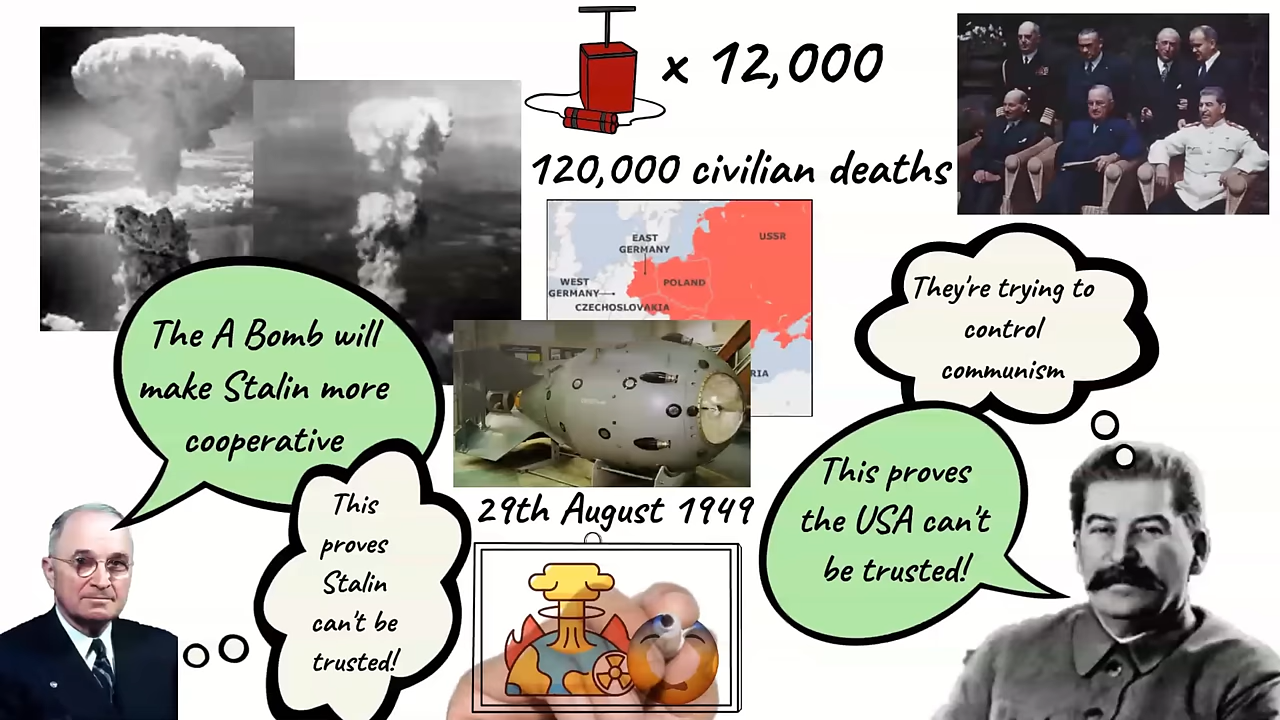 x 12,000
120,000 civilian deaths
EAST
GERMANY
USSR
WEST
GERMANY
POLAND
CZECHOSLOVAKIA
RIA
The A Bomb will
make Stalin more
cooperative
They're trying to
control
communism
This
proves
Stalin
can't be
trusted!
29th August 1949
This proves
the USA can't
be trusted!